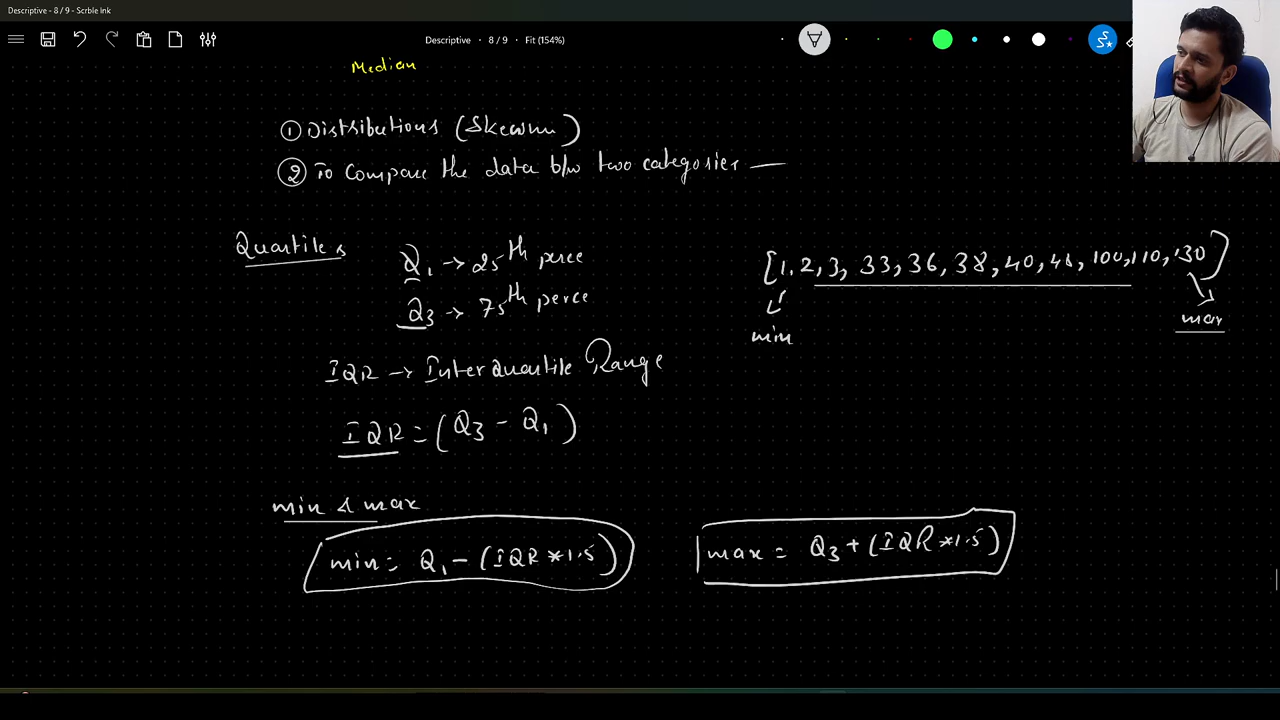 Descriptive - 8 / 9 - Scrble Ink
Descriptive • 8 / 9 • Fit (154%)
Median
① Distributions (Skewnn)
② To Compare the data b/w two categories —
Quartiles
Q₁ → 25th perce
Q₃ → 75th perce
[1, 2, 3, 33, 36, 38, 40, 48, 100, 110, 130]
min
max
IQR → InterQuartile Range
IQR = (Q₃ - Q₁)
min & max
min = Q₁ - (IQR * 1.5)
max = Q₃ + (IQR * 1.5)